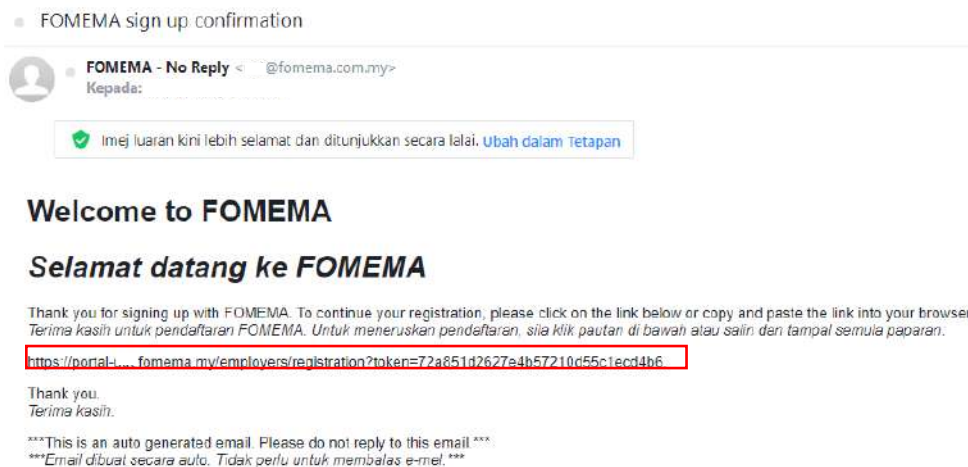 FOMEMA sign up confirmation
FOMEMA - No Reply < @fomema.com.my>
Kepada:
Imej luaran kini lebih selamat dan ditunjukkan secara lalai. Ubah dalam Tetapan
Welcome to FOMEMA
Selamat datang ke FOMEMA
Thank you for signing up with FOMEMA. To continue your registration, please click on the link below or copy and paste the link into your browser
Terima kasih untuk pendaftaran FOMEMA. Untuk meneruskan pendaftaran, sila klik pautan di bawah atau salin dan tampal semula paparan.
https://portal-.... fomema.my/employers/registration?token=72a851d2627e4b57210d55c1ecd4b6
Thank you.
Terima kasih.
***This is an auto generated email. Please do not reply to this email.***
***Email dibuat secara auto. Tidak perlu untuk membalas e-mel.***